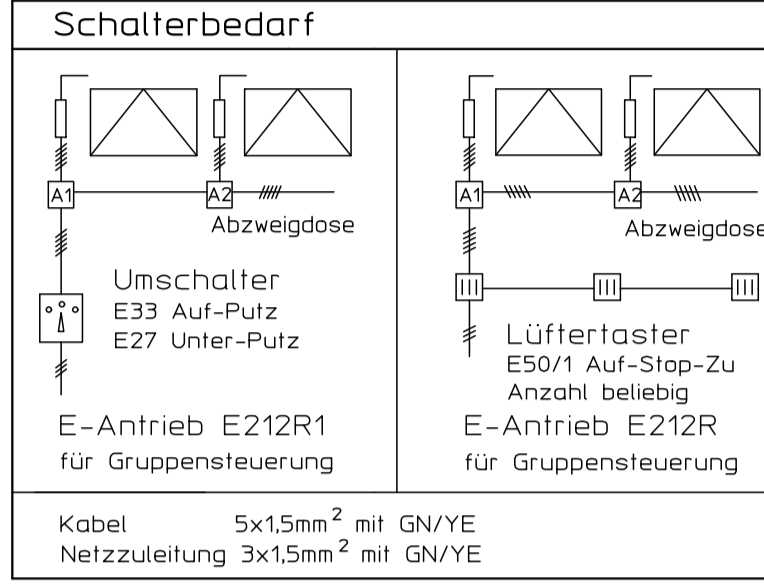 Schalterbedarf
A1
A2
Abzweigdose
Umschalter
E33 Auf-Putz
E27 Unter-Putz
E-Antrieb E212R1
für Gruppensteuerung
A1
A2
Abzweigdose
Lüftertaster
E50/1 Auf-Stop-Zu
Anzahl beliebig
E-Antrieb E212R
für Gruppensteuerung
Kabel 5x1,5mm² mit GN/YE
Netzzuleitung 3x1,5mm² mit GN/YE